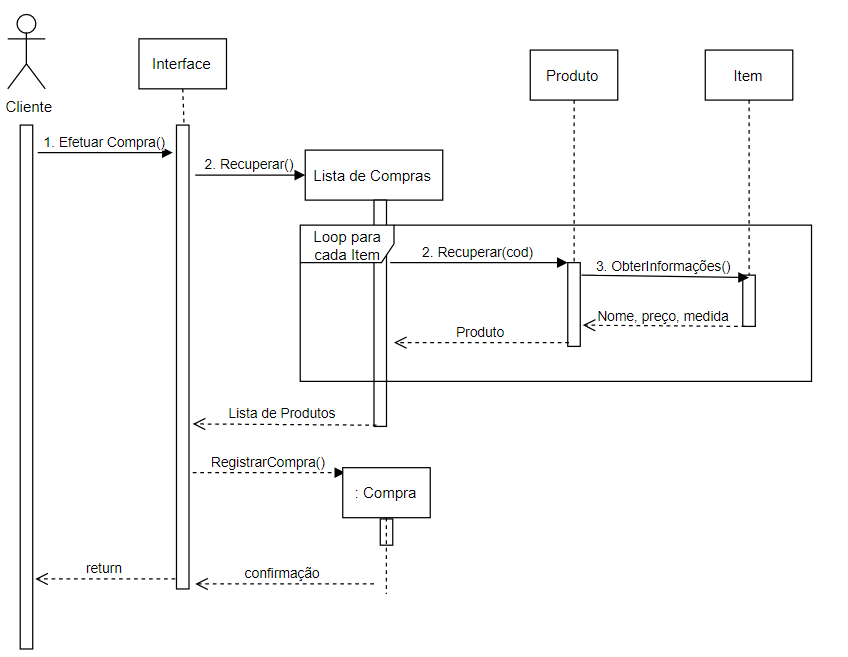 Cliente
Interface
Produto
Item
1. Efetuar Compra()
2. Recuperar()
Lista de Compras
Loop para
cada Item
2. Recuperar(cod)
3. ObterInformações()
Nome, preço, medida
Produto
Lista de Produtos
RegistrarCompra()
: Compra
return
confirmação